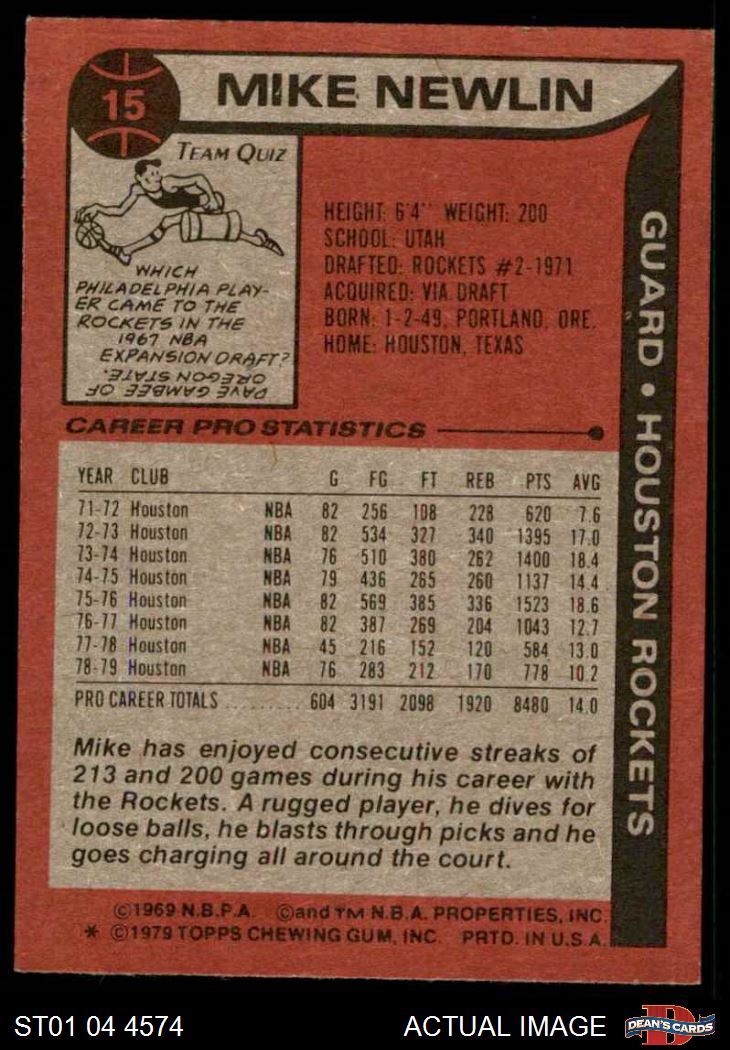 15
MIKE NEWLIN
TEAM QUIZ
WHICH
PHILADELPHIA PLAY-
ER CAME TO THE
ROCKETS IN THE
1967 NBA
EXPANSION DRAFT?
DAVE GAMBEE OF
OREGON STATE.
HEIGHT: 6'4" WEIGHT: 200
SCHOOL: UTAH
DRAFTED: ROCKETS #2-1971
ACQUIRED: VIA DRAFT
BORN: 1-2-49, PORTLAND, ORE.
HOME: HOUSTON, TEXAS
GUARD • HOUSTON ROCKETS
CAREER PRO STATISTICS
YEAR CLUB G FG FT REB PTS AVG
71-72 Houston NBA 82 256 108 228 620 7.6
72-73 Houston NBA 82 534 327 340 1395 17.0
73-74 Houston NBA 76 510 380 262 1400 18.4
74-75 Houston NBA 79 436 265 260 1137 14.4
75-76 Houston NBA 82 569 385 336 1523 18.6
76-77 Houston NBA 82 387 269 204 1043 12.7
77-78 Houston NBA 45 216 152 120 584 13.0
78-79 Houston NBA 76 283 212 170 778 10.2
PRO CAREER TOTALS .......... 604 3191 2098 1920 8480 14.0
Mike has enjoyed consecutive streaks of
213 and 200 games during his career with
the Rockets. A rugged player, he dives for
loose balls, he blasts through picks and he
goes charging all around the court.
©1969 N.B.P.A. ©and TM N.B.A. PROPERTIES, INC.
* ©1979 TOPPS CHEWING GUM, INC. PRTD. IN U.S.A.
ST01 04 4574
ACTUAL IMAGE
DEAN'S CARDS